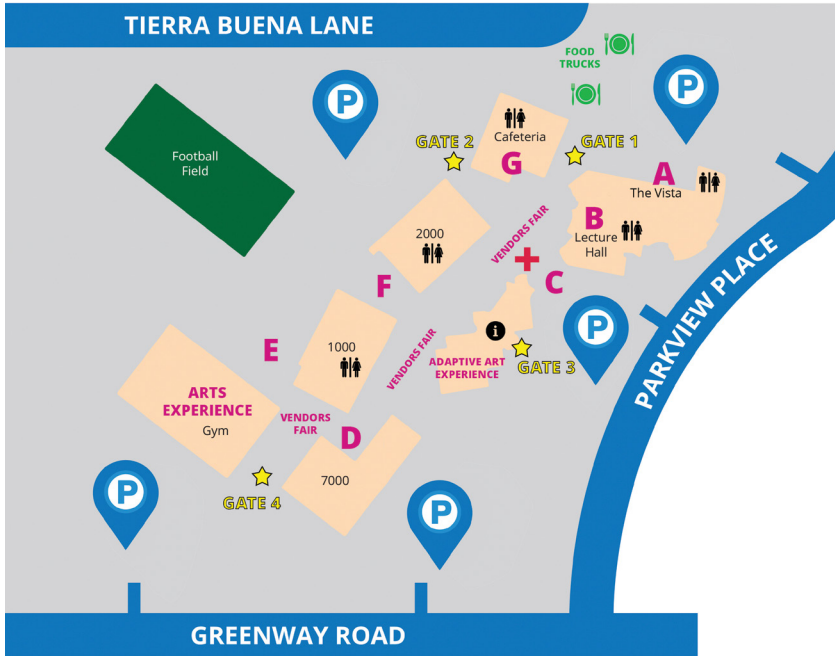 TIERRA BUENA LANE
FOOD
TRUCKS
P
P
Football
Field
GATE 2
Cafeteria
G
GATE 1
A
The Vista
B
Lecture
Hall
2000
VENDORS FAIR
C
F
P
PARKVIEW PLACE
E
1000
VENDORS FAIR
i
ADAPTIVE ART
EXPERIENCE
GATE 3
ARTS
EXPERIENCE
Gym
VENDORS
FAIR
D
7000
GATE 4
P
P
GREENWAY ROAD